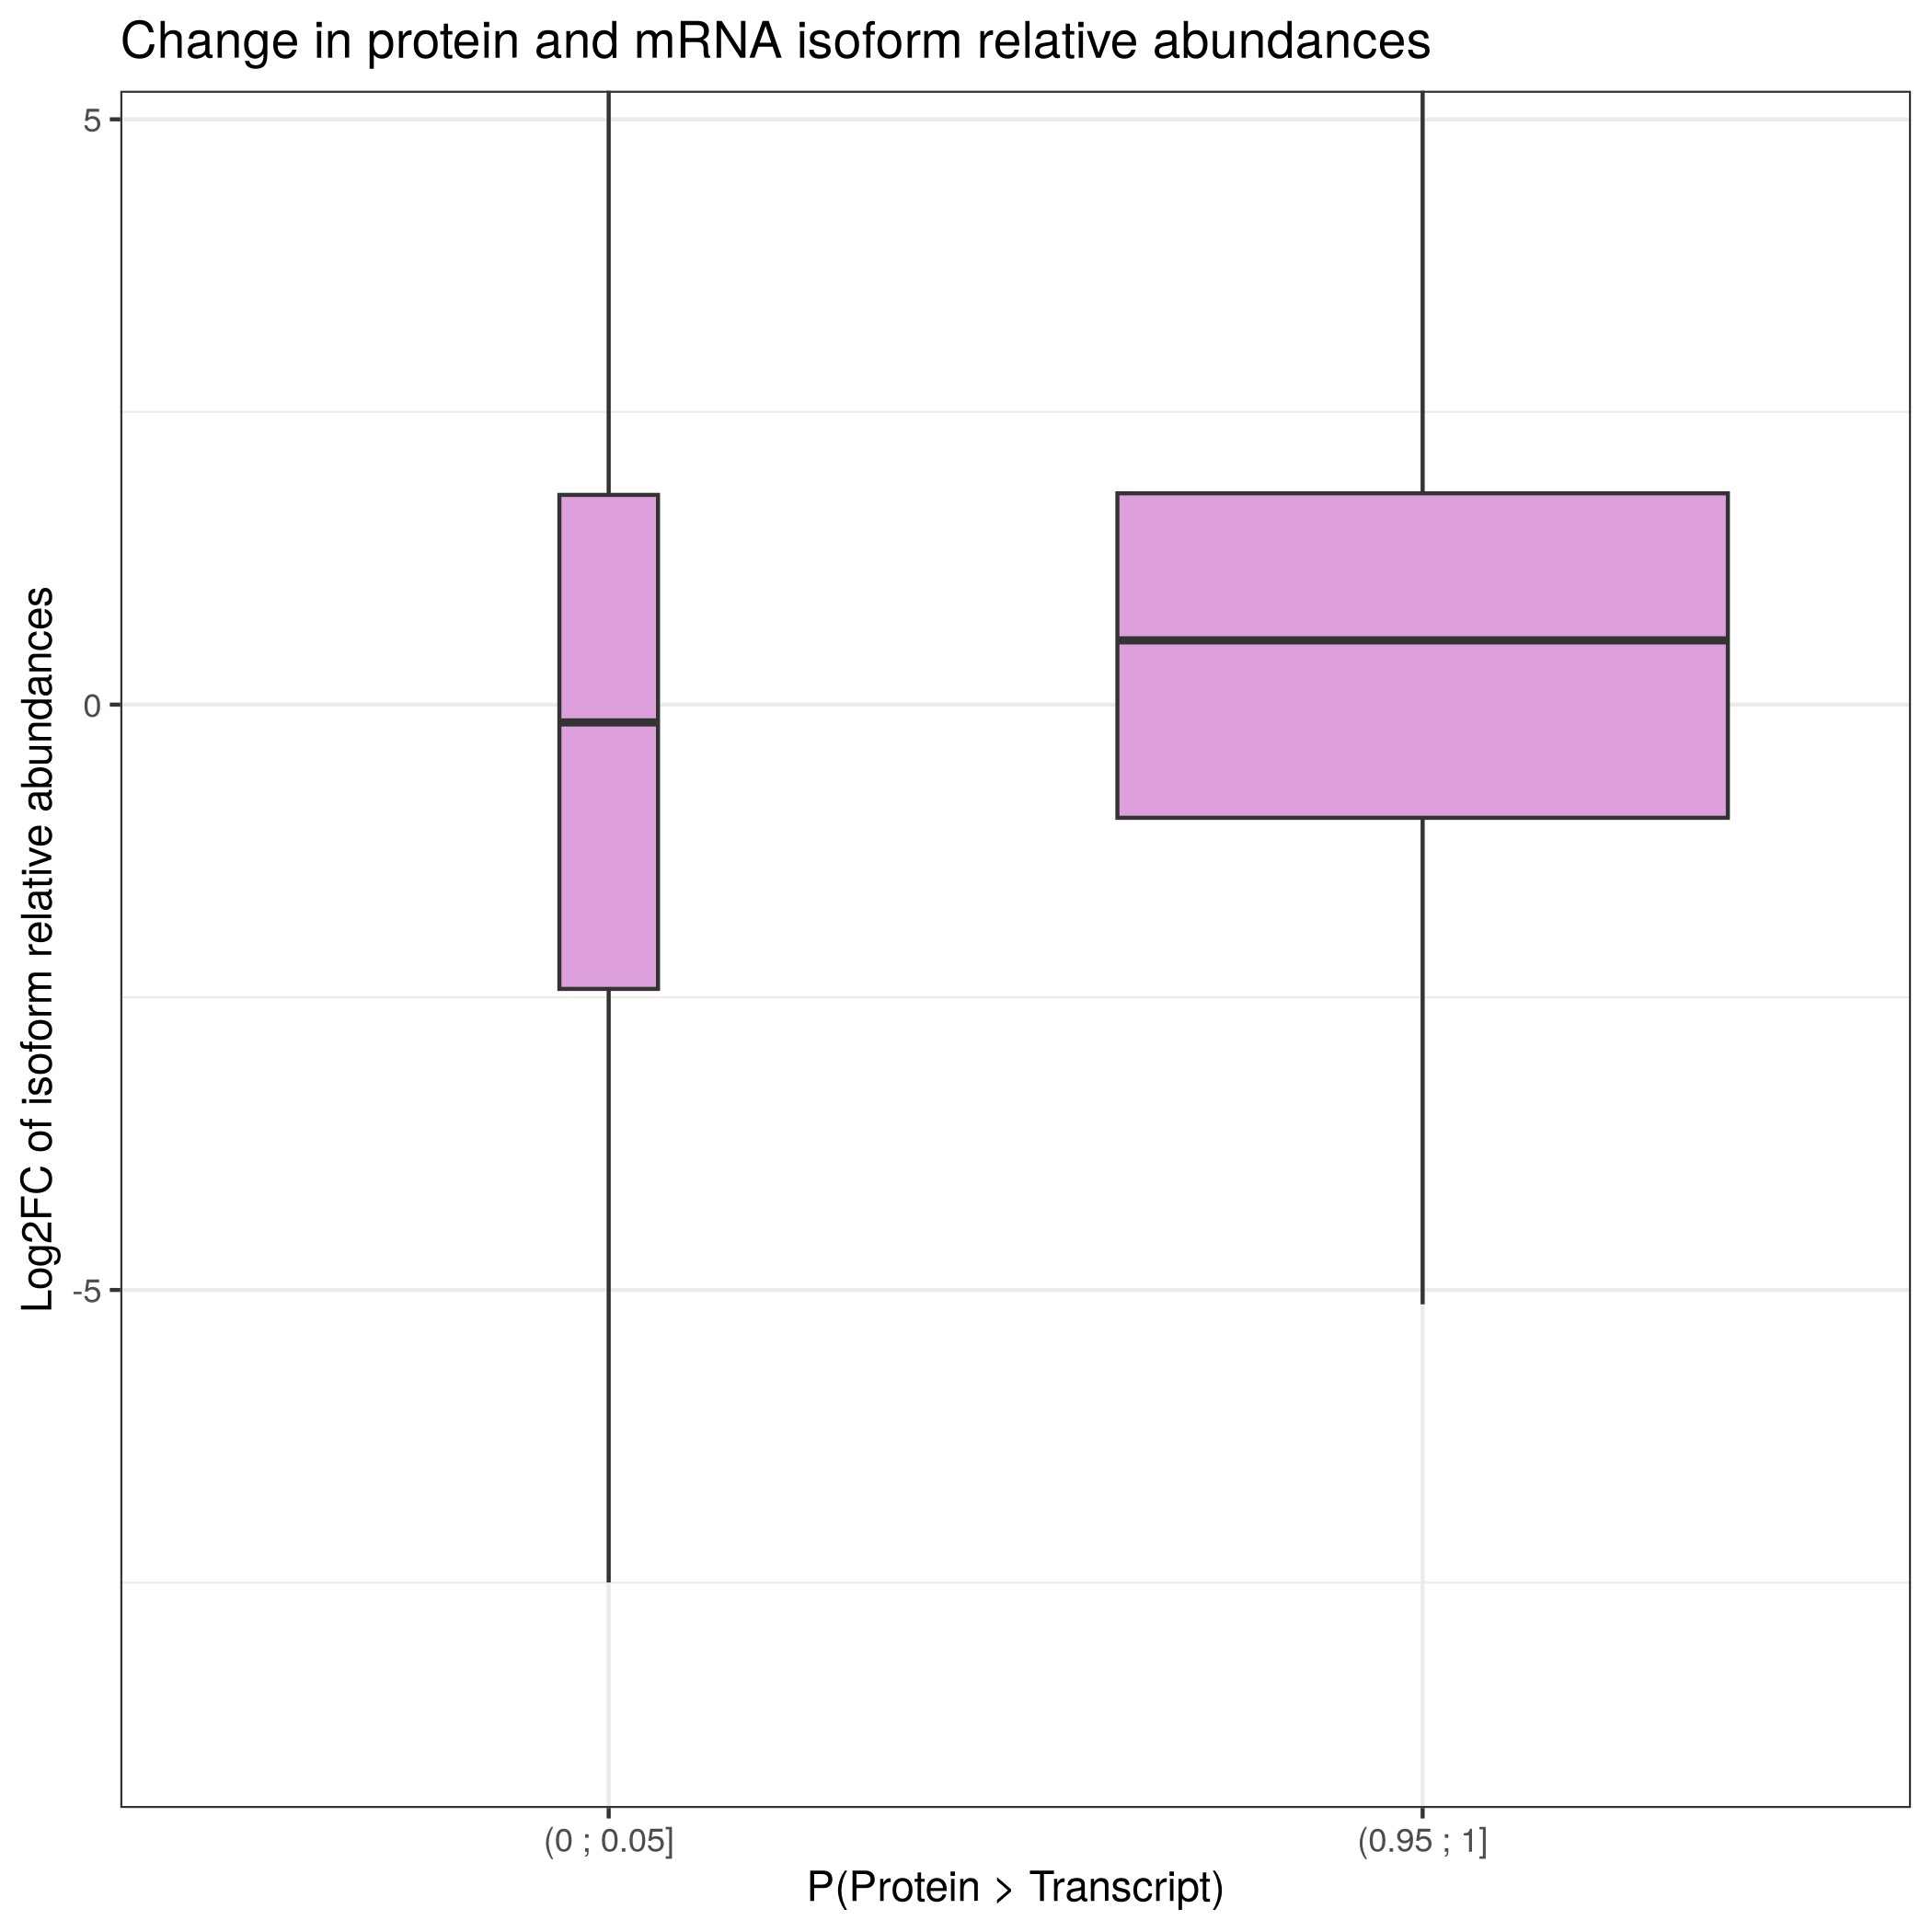 Change in protein and mRNA isoform relative abundances
Log2FC of isoform relative abundances
5
0
-5
(0 ; 0.05]
(0.95 ; 1]
P(Protein > Transcript)